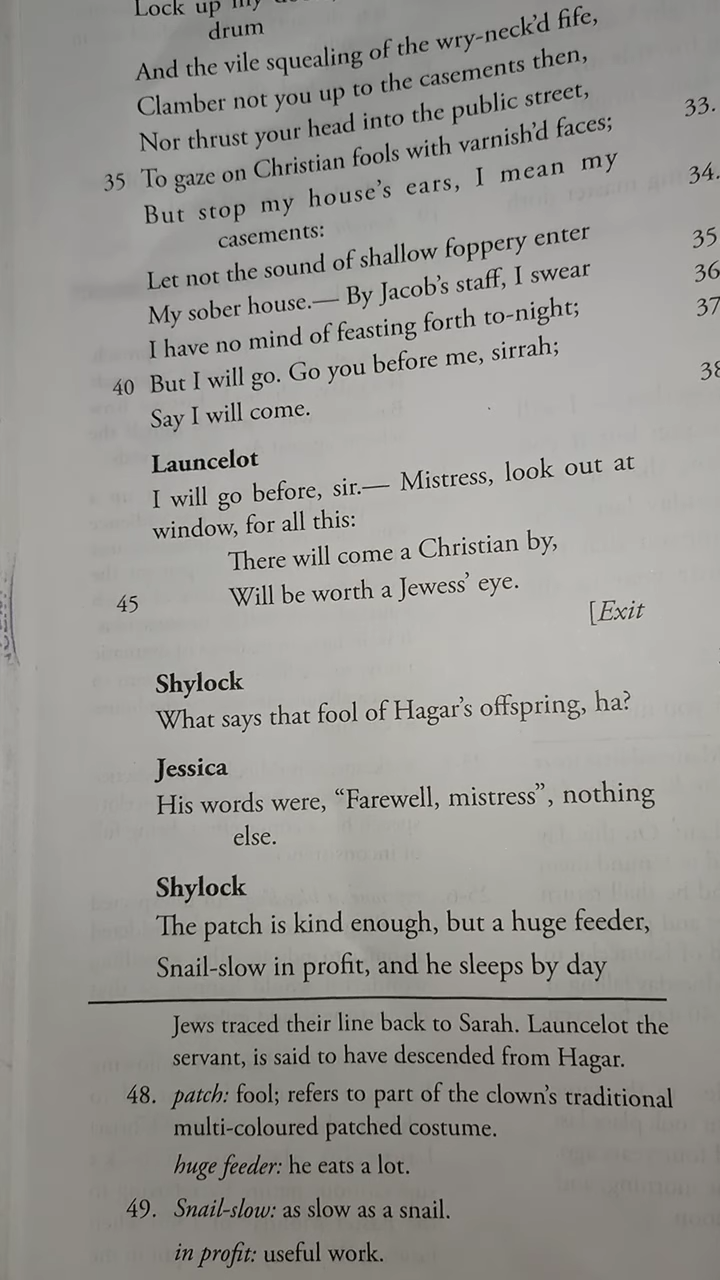 Lock up my
drum
And the vile squealing of the wry-neck'd fife,
Clamber not you up to the casements then,
Nor thrust your head into the public street,
33.
35 To gaze on Christian fools with varnish'd faces;
But stop my house's ears, I mean my
34.
casements:
Let not the sound of shallow foppery enter
35
My sober house.— By Jacob's staff, I swear
36
I have no mind of feasting forth to-night;
37
40 But I will go. Go you before me, sirrah;
38
Say I will come.
Launcelot
I will go before, sir.— Mistress, look out at
window, for all this:
There will come a Christian by,
45 Will be worth a Jewess' eye.
[Exit
Shylock
What says that fool of Hagar's offspring, ha?
Jessica
His words were, “Farewell, mistress”, nothing
else.
Shylock
The patch is kind enough, but a huge feeder,
Snail-slow in profit, and he sleeps by day
Jews traced their line back to Sarah. Launcelot the
servant, is said to have descended from Hagar.
48. patch: fool; refers to part of the clown's traditional
multi-coloured patched costume.
huge feeder: he eats a lot.
49. Snail-slow: as slow as a snail.
in profit: useful work.